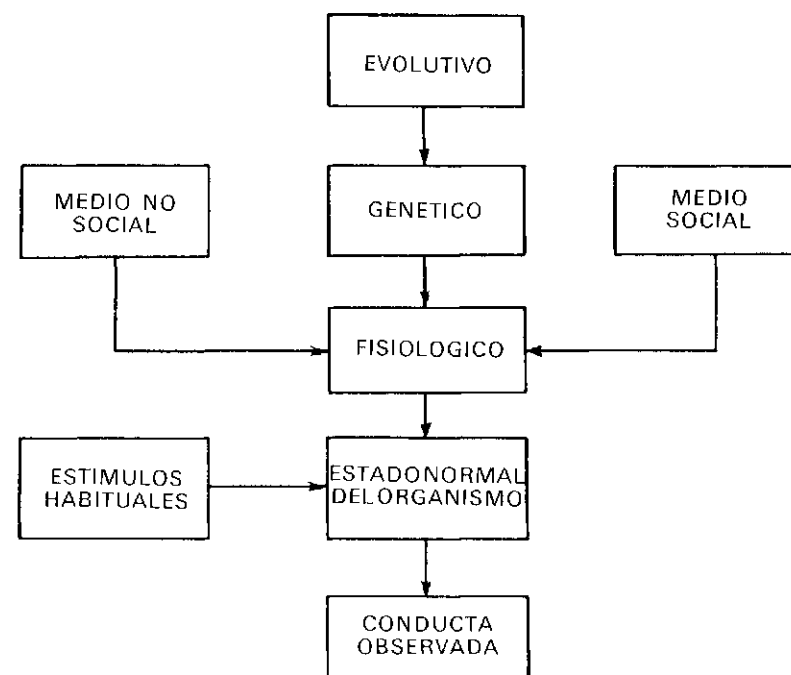 EVOLUTIVO
MEDIO NO
SOCIAL
GENETICO
MEDIO
SOCIAL
FISIOLOGICO
ESTIMULOS
HABITUALES
ESTADONORMAL
DELORGANISMO
CONDUCTA
OBSERVADA